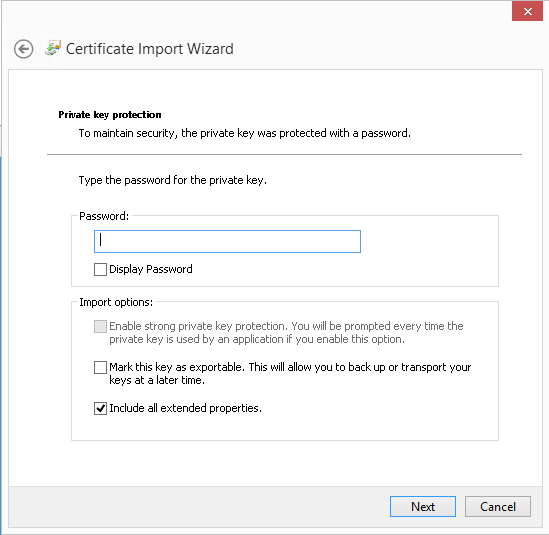 Certificate Import Wizard
Private key protection
To maintain security, the private key was protected with a password.
Type the password for the private key.
Password:
Display Password
Import options:
Enable strong private key protection. You will be prompted every time the
private key is used by an application if you enable this option.
Mark this key as exportable. This will allow you to back up or transport your
keys at a later time.
Include all extended properties.
Next
Cancel